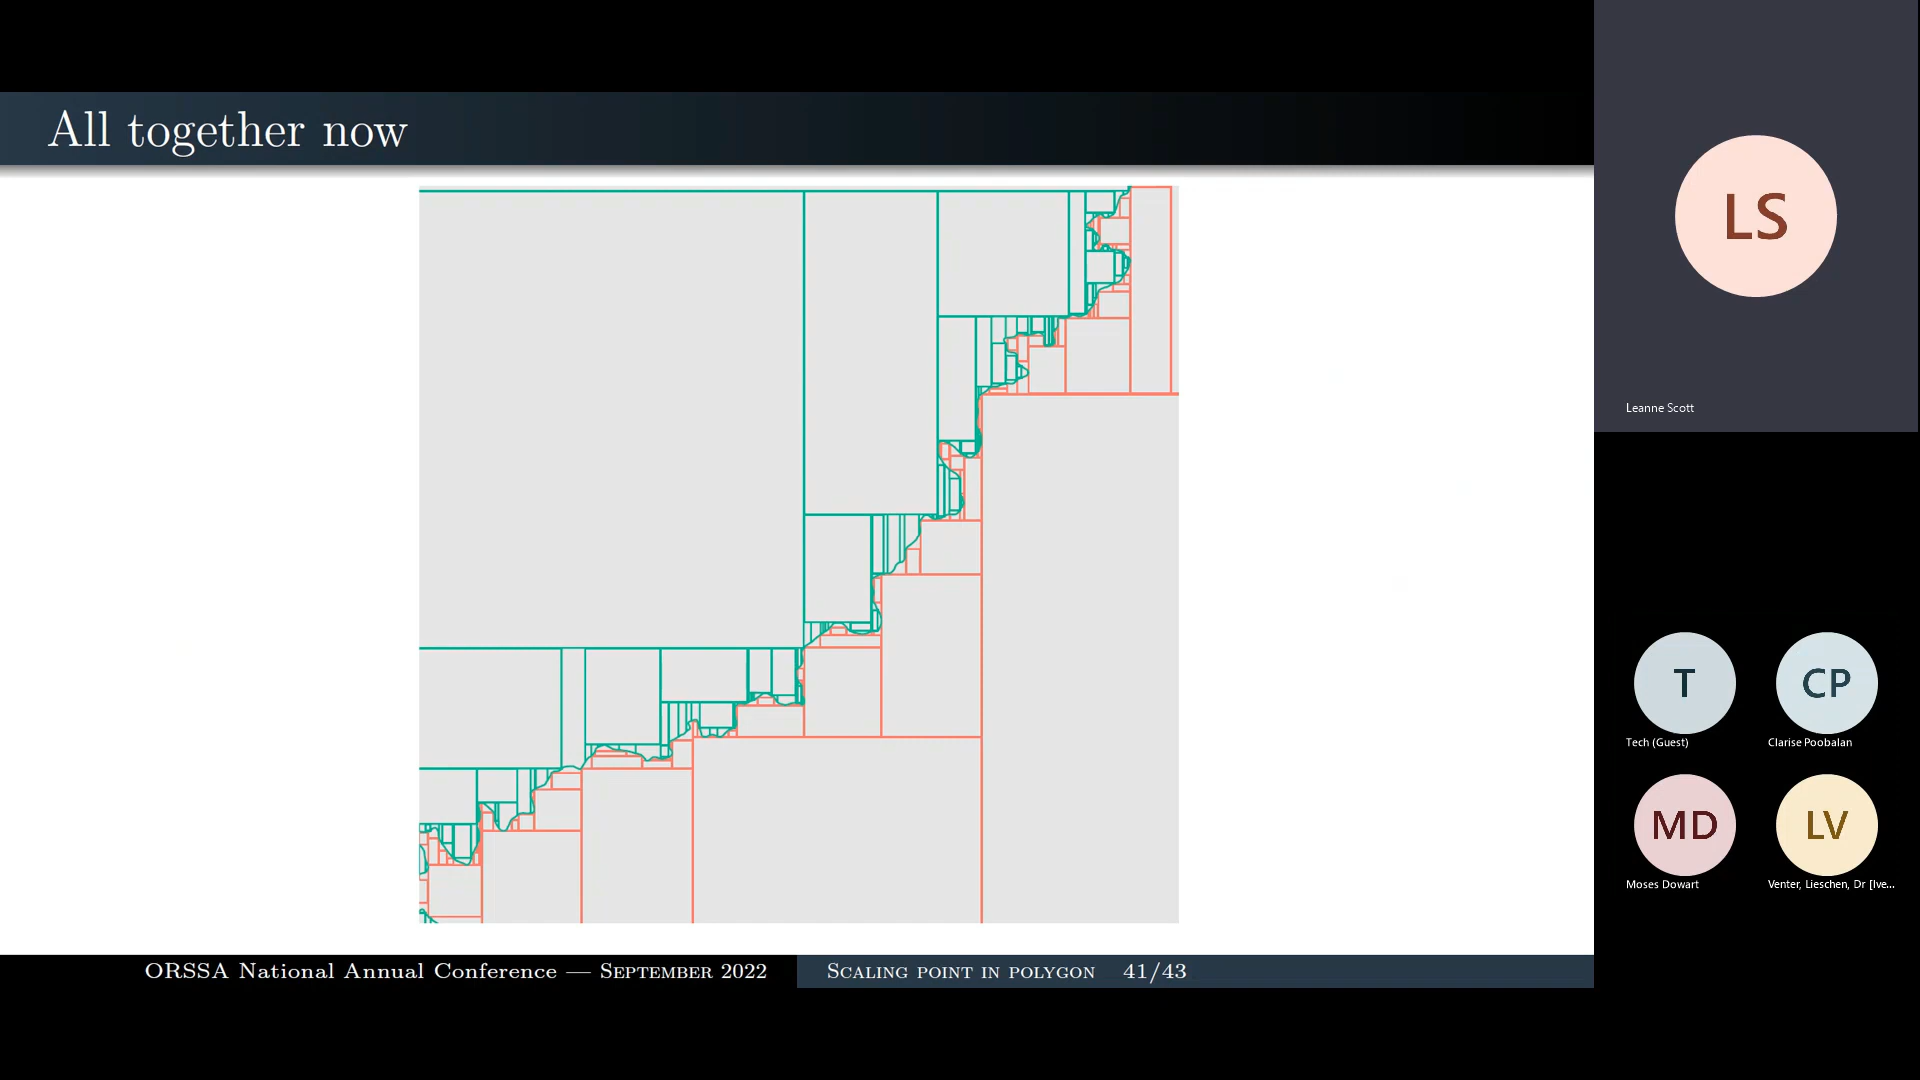 All together now
LS
Leanne Scott
T
CP
Tech (Guest)
Clarise Poobalan
MD
LV
Moses Dowart
Venter, Lieschen, Dr [lve...
ORSSA National Annual Conference — September 2022
Scaling point in polygon 41/43